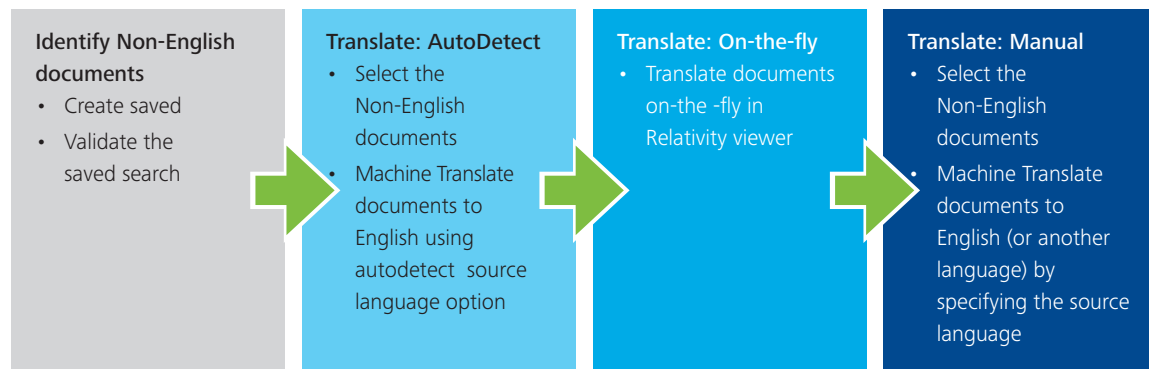 Identify Non-English
documents
• Create saved
• Validate the
saved search
Translate: AutoDetect
• Select the
Non-English
documents
• Machine Translate
documents to
English using
autodetect source
language option
Translate: On-the-fly
• Translate documents
on-the -fly in
Relativity viewer
Translate: Manual
• Select the
Non-English
documents
• Machine Translate
documents to
English (or another
language) by
specifying the source
language